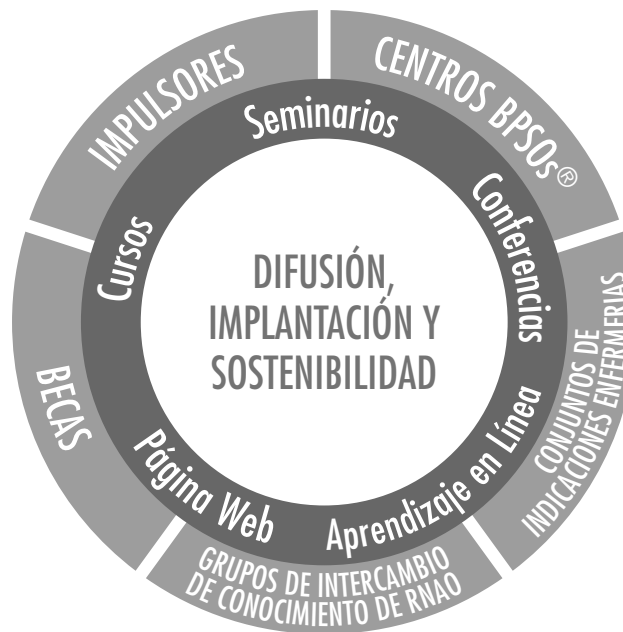 IMPULSORES
CENTROS BPSOs®
CONJUNTOS DE
INDICACIONES ENFERMERIAS
GRUPOS DE INTERCAMBIO
DE CONOCIMIENTO DE RNAO
BECAS
Seminarios
Conferencias
Aprendizaje en Línea
Página Web
Cursos
DIFUSIÓN,
IMPLANTACIÓN Y
SOSTENIBILIDAD